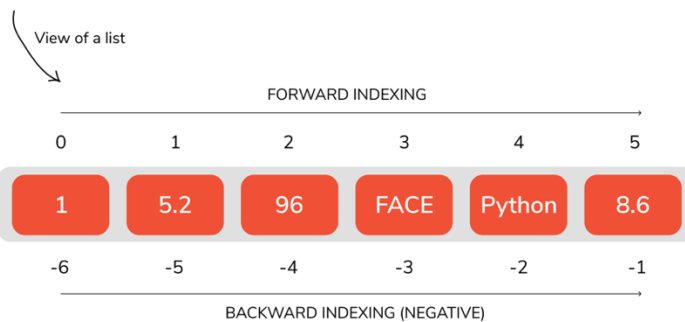 View of a list
FORWARD INDEXING
0 1 2 3 4 5
1 5.2 96 FACE Python 8.6
-6 -5 -4 -3 -2 -1
BACKWARD INDEXING (NEGATIVE)